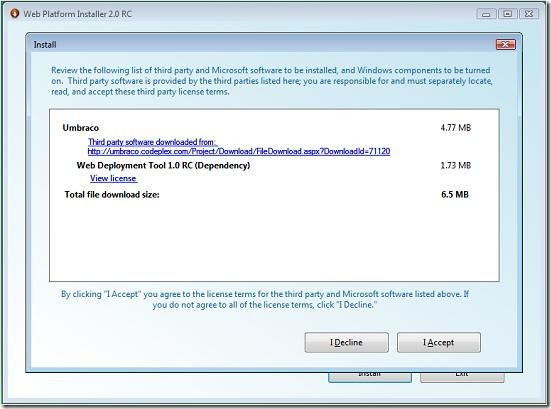 Web Platform Installer 2.0 RC
Install
Review the following list of third party and Microsoft software to be installed, and Windows components to be turned
on. Third party software is provided by the third parties listed here; you are responsible for and must separately locate,
read, and accept these third party license terms.
Umbraco 4.77 MB
Third party software downloaded from:
http://umbraco.codeplex.com/Project/Download/FileDownload.aspx?DownloadId=71120
Web Deployment Tool 1.0 RC (Dependency) 1.73 MB
View license
Total file download size: 6.5 MB
By clicking "I Accept" you agree to the license terms for the third party and Microsoft software listed above. If
you do not agree to all of the license terms, click "I Decline."
I Decline I Accept
Install Exit